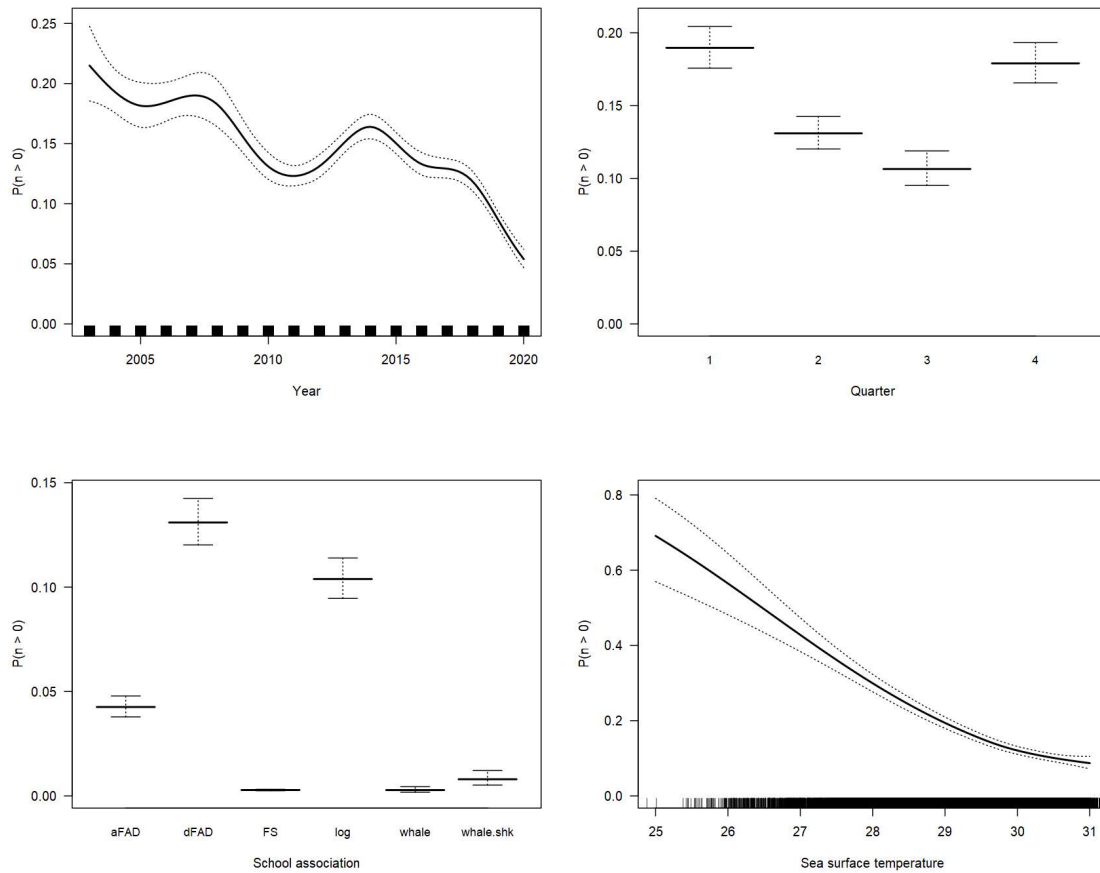 0.25
0.20
0.15
0.10
0.05
0.00
P(n > 0)
2005 2010 2015 2020
Year
0.20
0.15
0.10
0.05
0.00
P(n > 0)
1 2 3 4
Quarter
0.15
0.10
0.05
0.00
P(n > 0)
aFAD dFAD FS log whale whale.shk
School association
0.8
0.6
0.4
0.2
0.0
P(n > 0)
25 26 27 28 29 30 31
Sea surface temperature